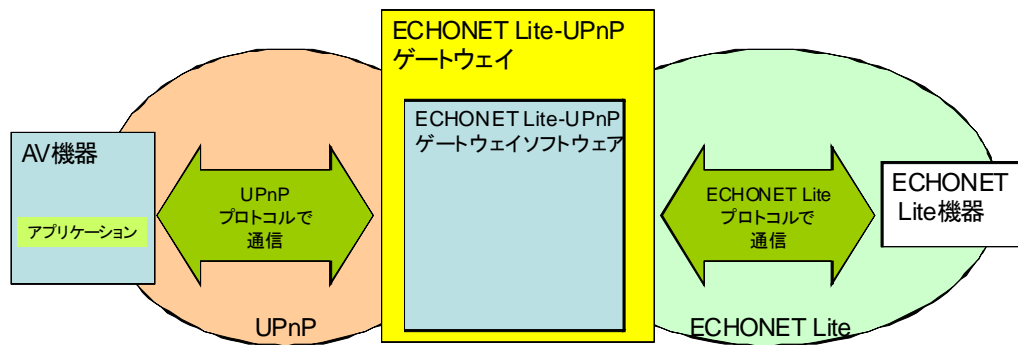 ECHONET Lite-UPnP
ゲートウェイ
ECHONET Lite-UPnP
ゲートウェイソフトウェア
AV機器
アプリケーション
UPnP
プロトコルで
通信
ECHONET Lite
プロトコルで
通信
ECHONET
Lite機器
UPnP
ECHONET Lite